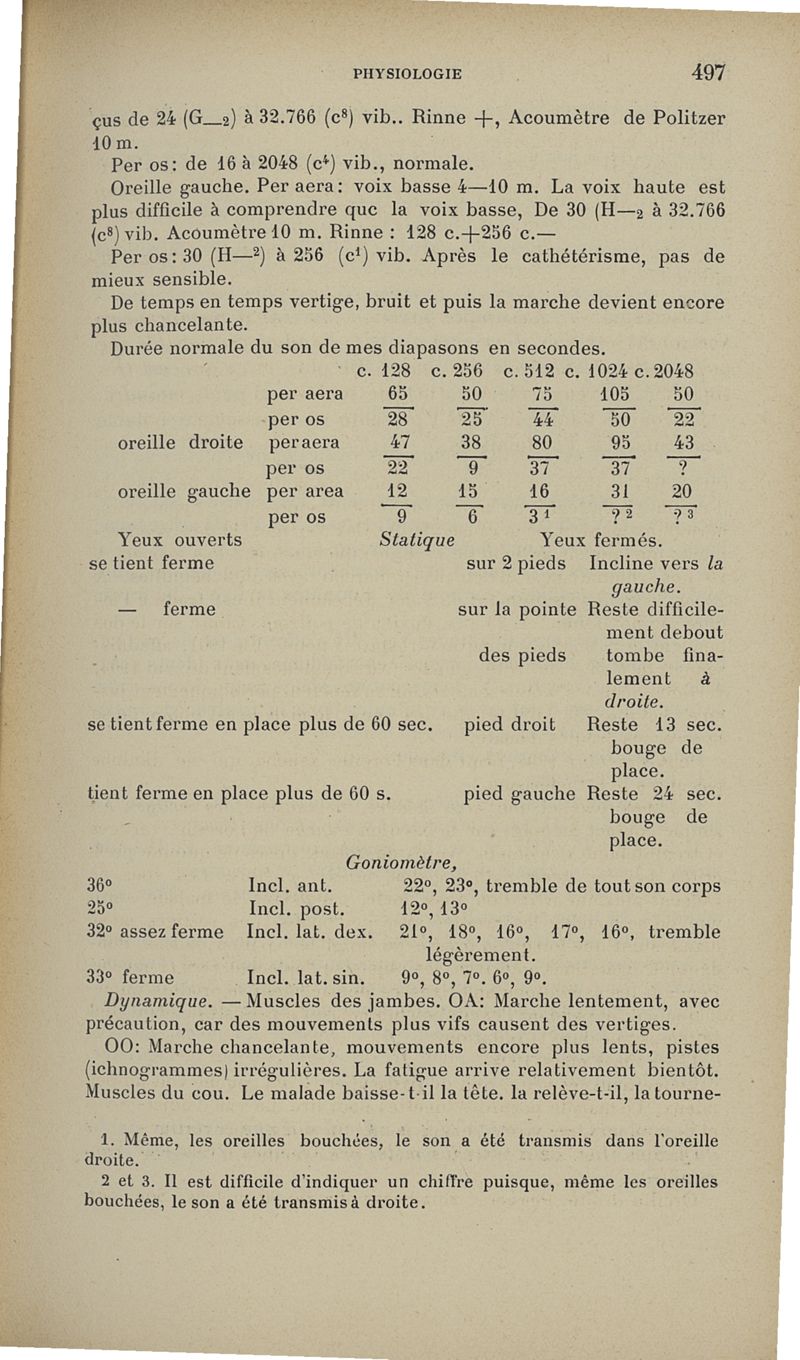 PHYSIOLOGIE 497
çus de 24 (G—₂) à 32.766 (c⁸) vib.. Rinne +, Acoumètre de Politzer
10 m.
Per os: de 16 à 2048 (c⁴) vib., normale.
Oreille gauche. Per aera: voix basse 4—10 m. La voix haute est
plus difficile à comprendre que la voix basse, De 30 (H—₂ à 32.766
(c⁸) vib. Acoumètre 10 m. Rinne : 128 c.+256 c.—
Per os: 30 (H—²) à 256 (c¹) vib. Après le cathétérisme, pas de
mieux sensible.
De temps en temps vertige, bruit et puis la marche devient encore
plus chancelante.
Durée normale du son de mes diapasons en secondes.
c. 128 c. 256 c. 512 c. 1024 c. 2048
per aera 65 50 75 105 50
per os 28 25 44 50 22
oreille droite per aera 47 38 80 95 43
per os 22 9 37 37 ?
oreille gauche per area 12 15 16 31 20
per os 9 6 3¹ ?² ?³
Yeux ouverts Statique Yeux fermés.
se tient ferme sur 2 pieds Incline vers la
gauche.
— ferme sur la pointe Reste difficile-
ment debout
des pieds tombe fina-
lement à
droite.
se tient ferme en place plus de 60 sec. pied droit Reste 13 sec.
bouge de
place.
tient ferme en place plus de 60 s. pied gauche Reste 24 sec.
bouge de
place.
Goniomètre,
36° Incl. ant. 22°, 23°, tremble de tout son corps
25° Incl. post. 12°, 13°
32° assez ferme Incl. lat. dex. 21°, 18°, 16°, 17°, 16°, tremble
légèrement.
33° ferme Incl. lat. sin. 9°, 8°, 7°. 6°, 9°.
Dynamique. — Muscles des jambes. OA: Marche lentement, avec
précaution, car des mouvements plus vifs causent des vertiges.
OO: Marche chancelante, mouvements encore plus lents, pistes
(ichnogrammes) irrégulières. La fatigue arrive relativement bientôt.
Muscles du cou. Le malade baisse-t-il la tête. la relève-t-il, la tourne-
1. Même, les oreilles bouchées, le son a été transmis dans l'oreille
droite.
2 et 3. Il est difficile d'indiquer un chiffre puisque, même les oreilles
bouchées, le son a été transmis à droite.